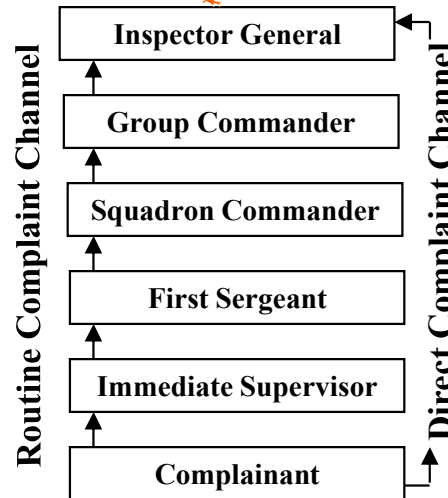 Inspector General
Group Commander
Squadron Commander
First Sergeant
Immediate Supervisor
Complainant
Routine Complaint Channel
Direct Complaint Channel